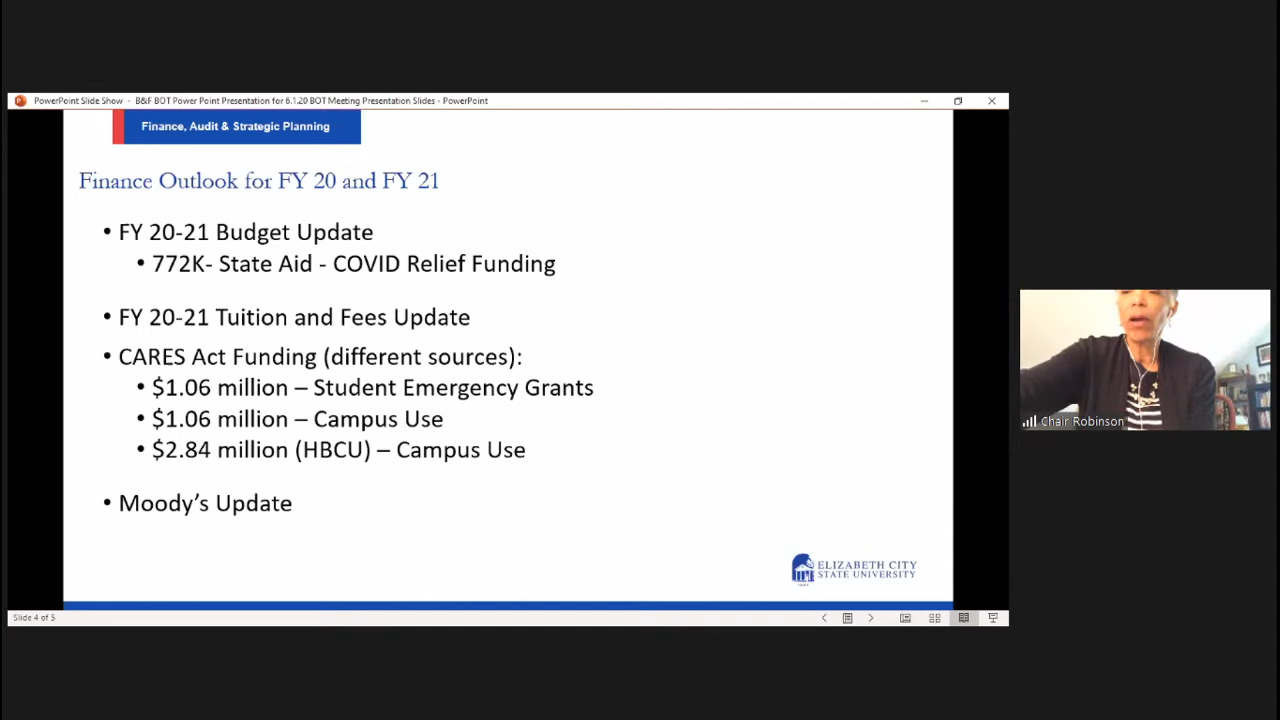 PowerPoint Slide Show - B&F BOT Power Point Presentation for 6.1.20 BOT Meeting Presentation Slides - PowerPoint
Finance, Audit & Strategic Planning
Finance Outlook for FY 20 and FY 21
• FY 20-21 Budget Update
• 772K- State Aid - COVID Relief Funding
• FY 20-21 Tuition and Fees Update
• CARES Act Funding (different sources):
• $1.06 million – Student Emergency Grants
• $1.06 million – Campus Use
• $2.84 million (HBCU) – Campus Use
• Moody's Update
Chair Robinson
ELIZABETH CITY
STATE UNIVERSITY
Slide 4 of 5